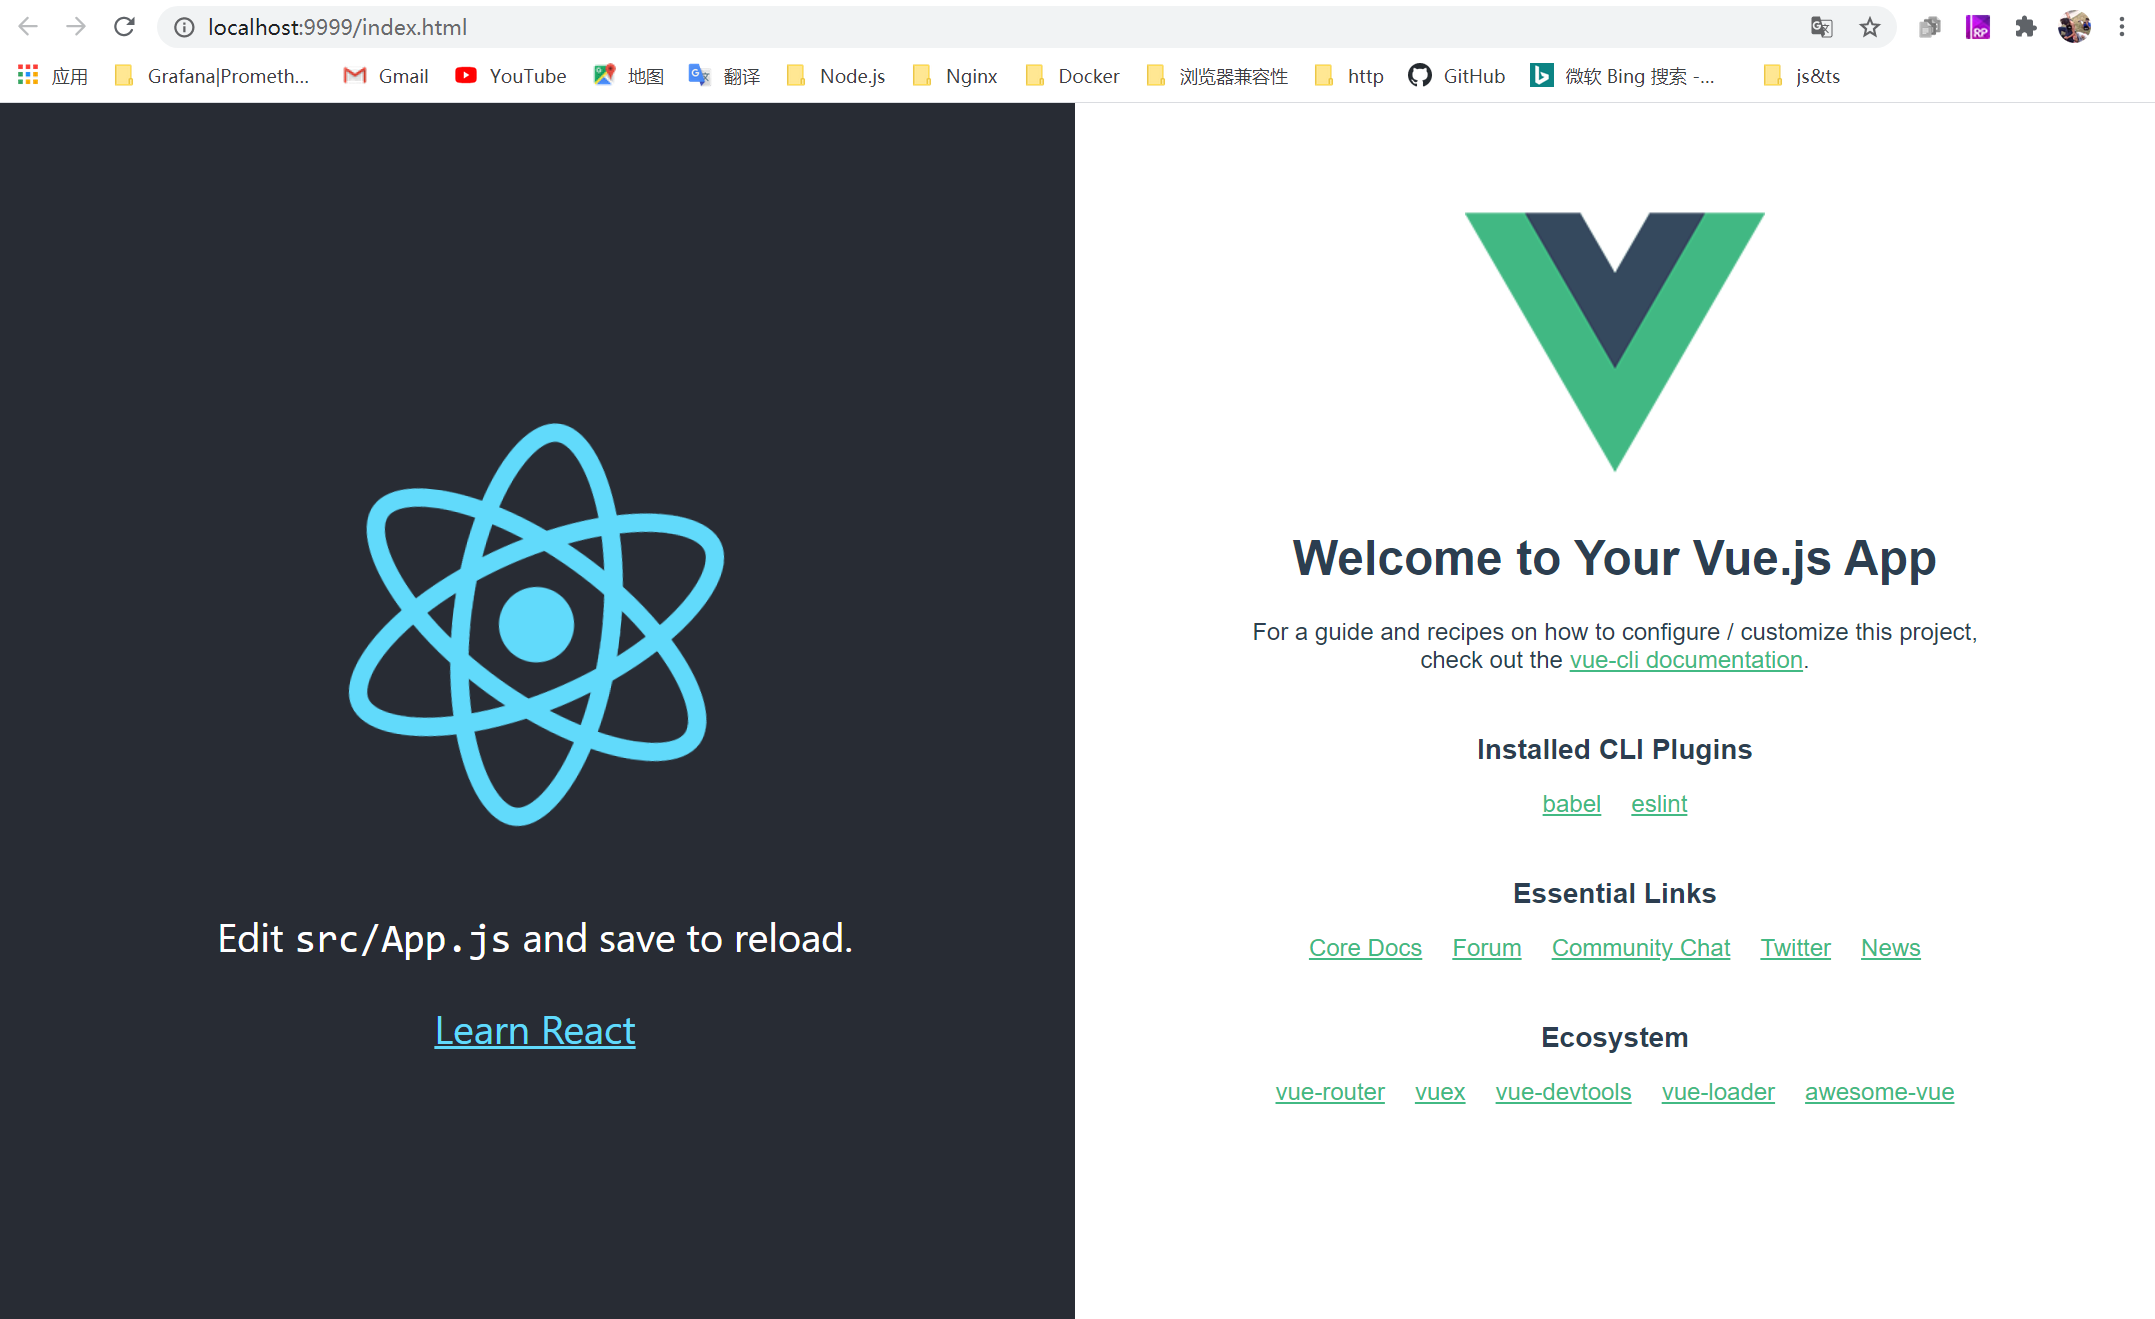 localhost:9999/index.html
应用 Grafana|Prometh... Gmail YouTube 地图 翻译 Node.js Nginx Docker 浏览器兼容性 http GitHub 微软 Bing 搜索 -... js&ts
RP
Edit src/App.js and save to reload.
Learn React
Welcome to Your Vue.js App
For a guide and recipes on how to configure / customize this project,
check out the vue-cli documentation.
Installed CLI Plugins
babel eslint
Essential Links
Core Docs Forum Community Chat Twitter News
Ecosystem
vue-router vuex vue-devtools vue-loader awesome-vue